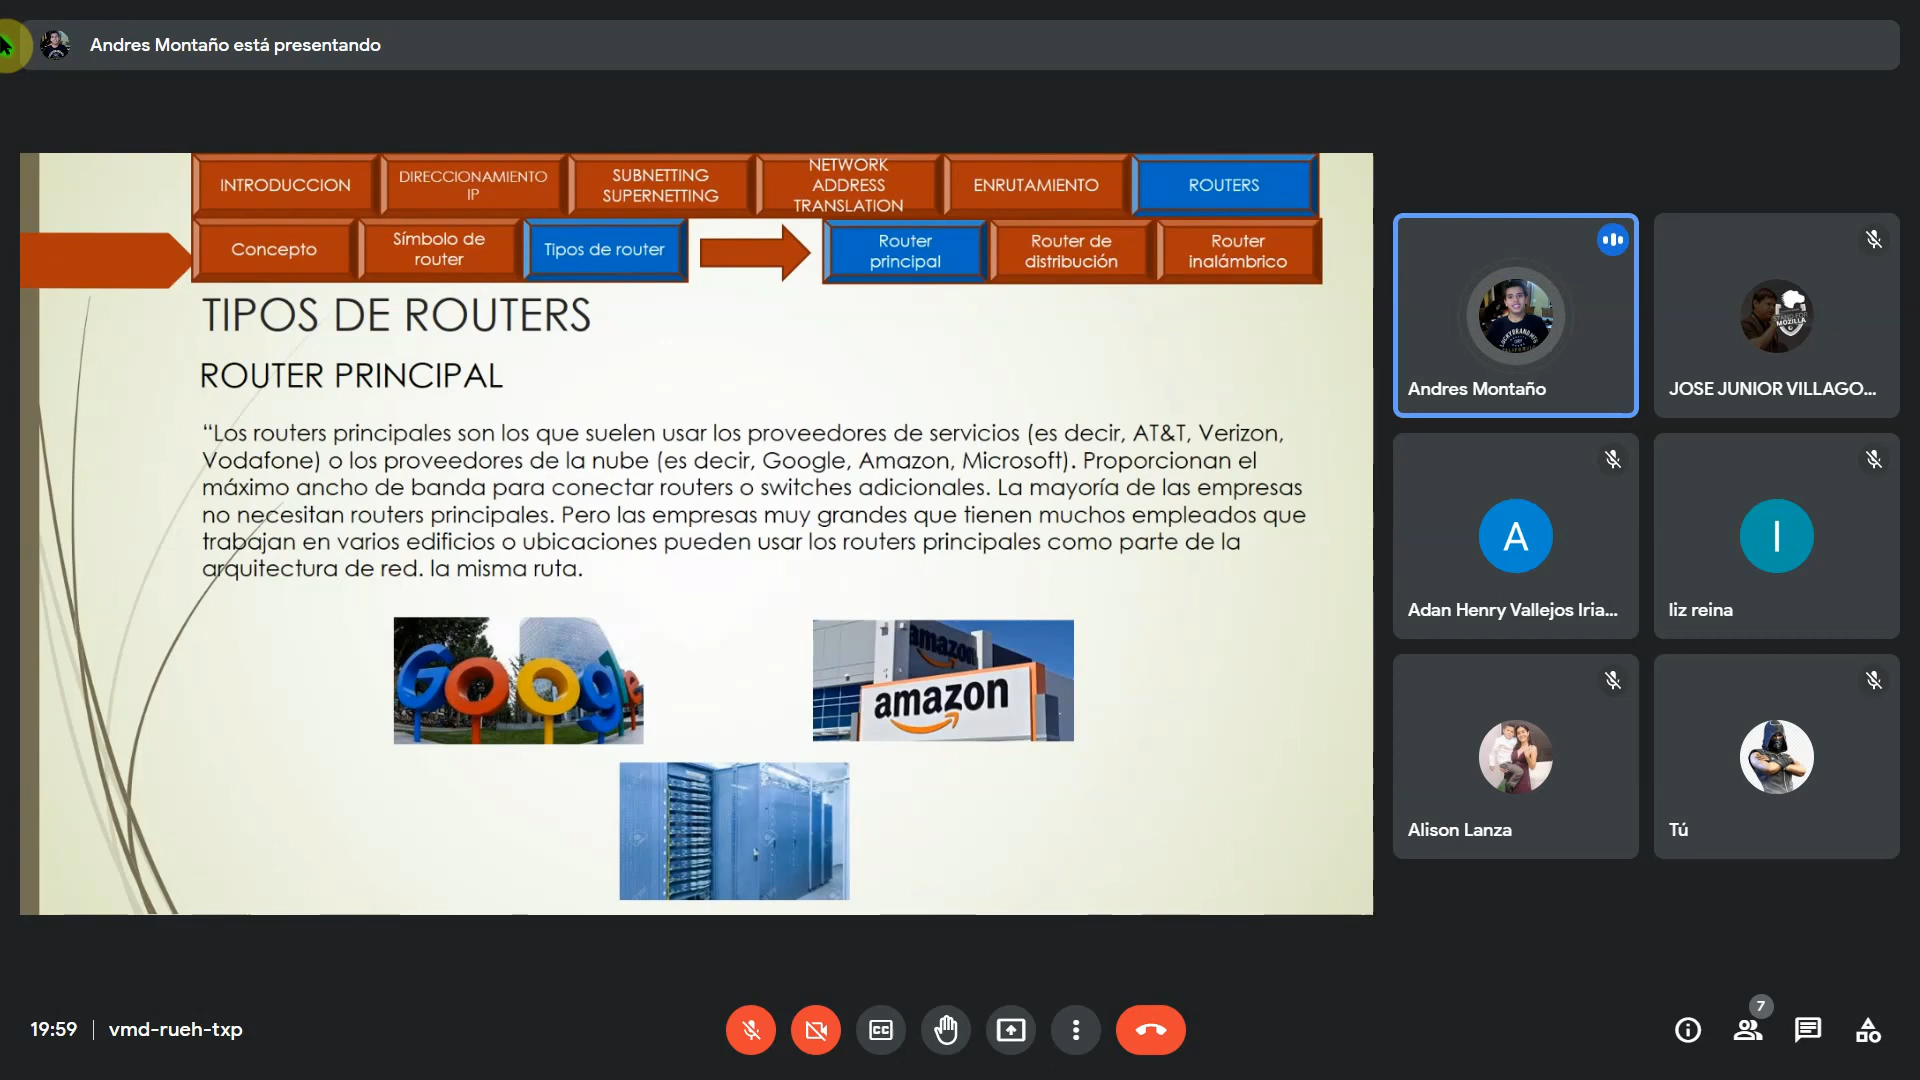 Andres Montaño está presentando
INTRODUCCION
DIRECCIONAMIENTO
IP
SUBNETTING
SUPERNETTING
NETWORK
ADDRESS
TRANSLATION
ENRUTAMIENTO
ROUTERS
Concepto
Símbolo de
router
Tipos de router
Router
principal
Router de
distribución
Router
inalámbrico
TIPOS DE ROUTERS
ROUTER PRINCIPAL
“Los routers principales son los que suelen usar los proveedores de servicios (es decir, AT&T, Verizon,
Vodafone) o los proveedores de la nube (es decir, Google, Amazon, Microsoft). Proporcionan el
máximo ancho de banda para conectar routers o switches adicionales. La mayoría de las empresas
no necesitan routers principales. Pero las empresas muy grandes que tienen muchos empleados que
trabajan en varios edificios o ubicaciones pueden usar los routers principales como parte de la
arquitectura de red. la misma ruta.
Google
amazon
amazon
Andres Montaño
MOZILLA
JOSE JUNIOR VILLAGO...
A
Adan Henry Vallejos Iria...
l
liz reina
Alison Lanza
Tú
19:59 | vmd-rueh-txp
CC
7